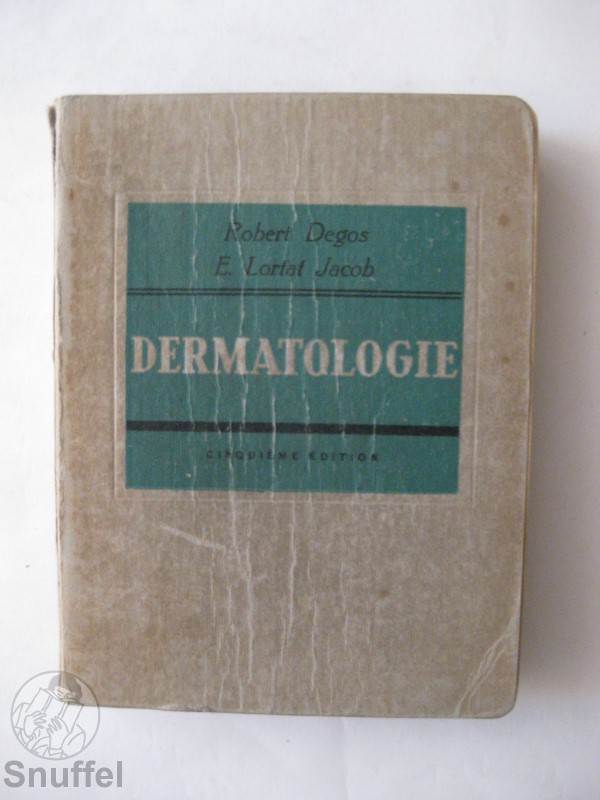 Robert Degos
E. Lortat Jacob
DERMATOLOGIE
CINQUIÈME ÉDITION
Snuffel